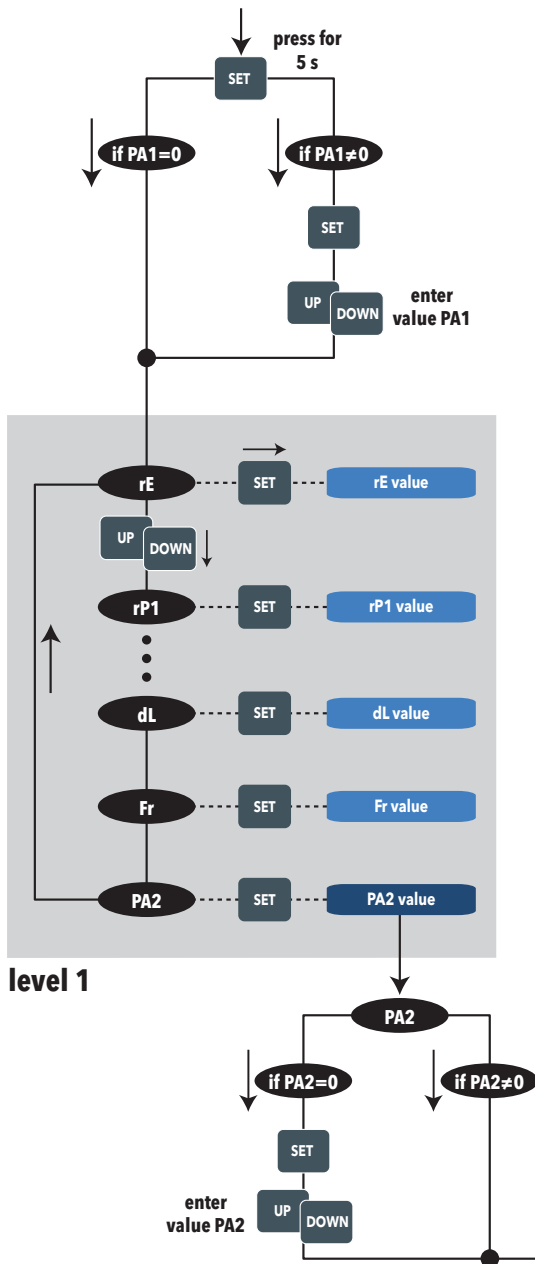 press for
5 s
SET
if PA1=0
if PA1≠0
SET
UP
DOWN
enter
value PA1
rE
SET
rE value
UP
DOWN
rP1
SET
rP1 value
dL
SET
dL value
Fr
SET
Fr value
PA2
SET
PA2 value
level 1
PA2
if PA2=0
if PA2≠0
SET
enter
value PA2
UP
DOWN